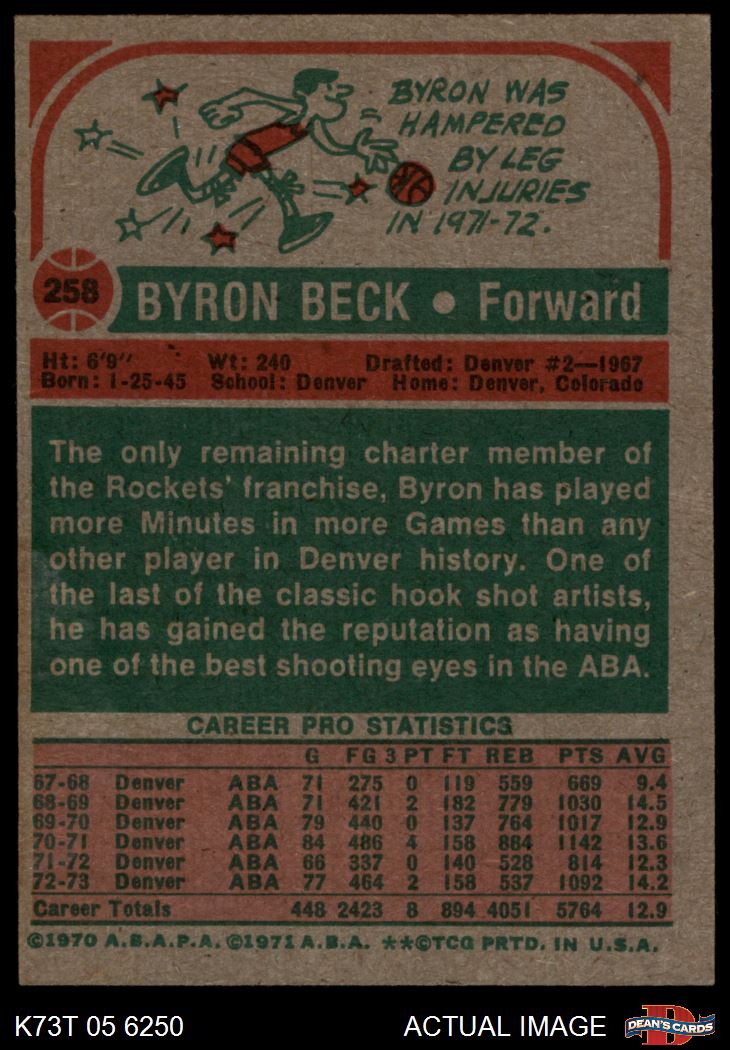 BYRON WAS
HAMPERED
BY LEG
INJURIES
IN 1971-72.
258
BYRON BECK • Forward
Ht: 6'9" Wt: 240 Drafted: Denver #2—1967
Born: 1-25-45 School: Denver Home: Denver, Colorado
The only remaining charter member of
the Rockets' franchise, Byron has played
more Minutes in more Games than any
other player in Denver history. One of
the last of the classic hook shot artists,
he has gained the reputation as having
one of the best shooting eyes in the ABA.
CAREER PRO STATISTICS
G FG 3 PT FT REB PTS AVG
67-68 Denver ABA 71 275 0 119 559 669 9.4
68-69 Denver ABA 71 421 2 182 779 1030 14.5
69-70 Denver ABA 79 440 0 137 764 1017 12.9
70-71 Denver ABA 84 486 4 158 884 1142 13.6
71-72 Denver ABA 66 337 0 140 528 814 12.3
72-73 Denver ABA 77 464 2 158 537 1092 14.2
Career Totals 448 2423 8 894 4051 5764 12.9
©1970 A.B.A.P.A. ©1971 A.B.A. **©TCG PRTD. IN U.S.A.
K73T 05 6250 ACTUAL IMAGE D DEAN'S CARDS